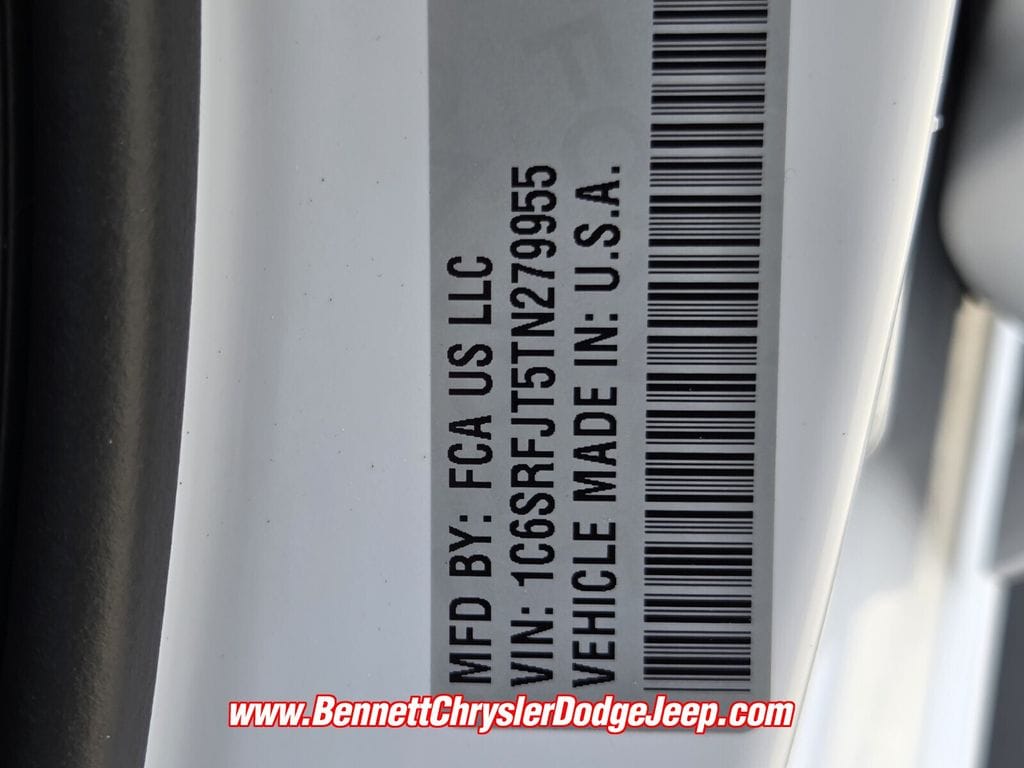 MFD BY: FCA US LLC
VIN: 1C6SRFJT5TN279955
VEHICLE MADE IN: U.S.A.
www.BennettChryslerDodgeJeep.com